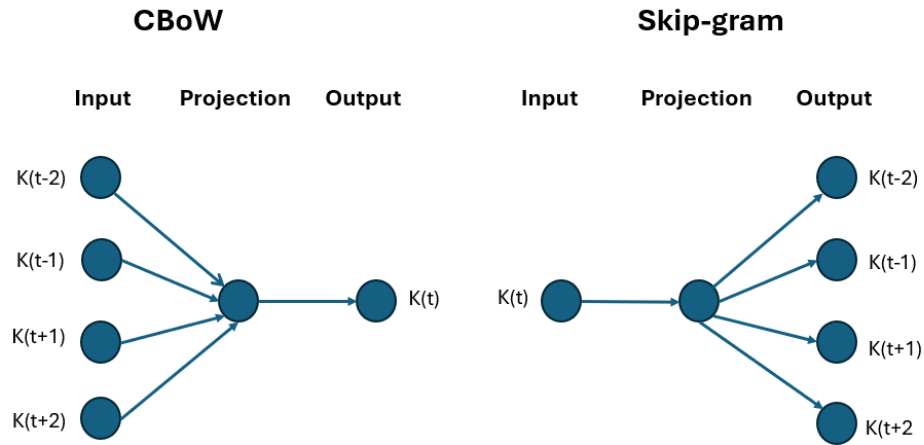 CBoW
Skip-gram
Input Projection Output
Input Projection Output
K(t-2)
K(t-1)
K(t+1)
K(t+2)
K(t)
K(t)
K(t-2)
K(t-1)
K(t+1)
K(t+2